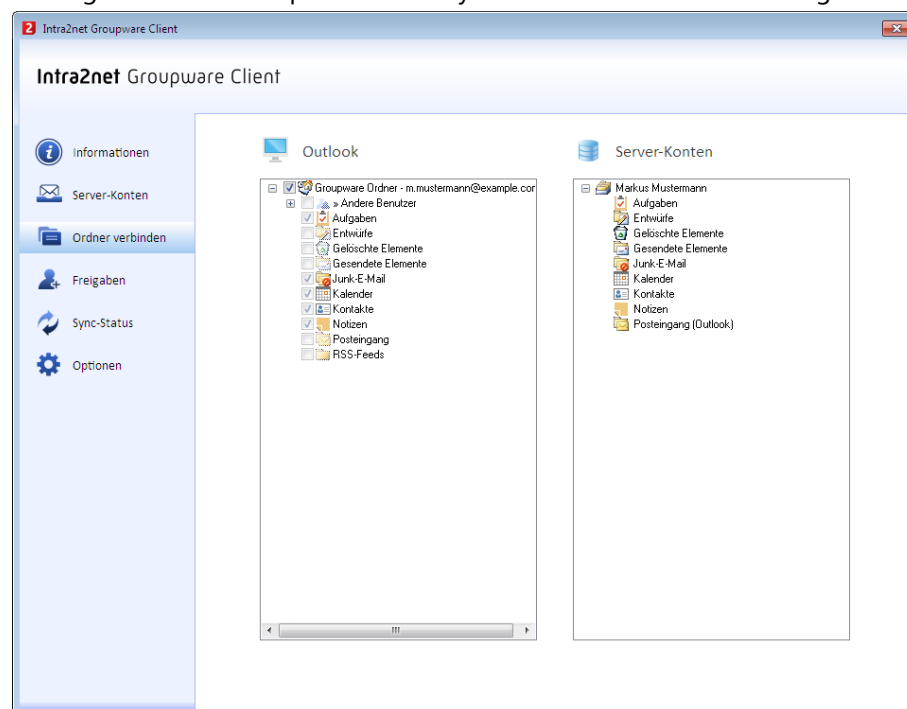 Intra2net Groupware Client
Intra2net Groupware Client
Informationen
Server-Konten
Ordner verbinden
Freigaben
Sync-Status
Optionen
Outlook
Groupware Ordner - m.mustermann@example.cor
» Andere Benutzer
Aufgaben
Entwürfe
Gelöschte Elemente
Gesendete Elemente
Junk-E-Mail
Kalender
Kontakte
Notizen
Posteingang
RSS-Feeds
Server-Konten
Markus Mustermann
Aufgaben
Entwürfe
Gelöschte Elemente
Gesendete Elemente
Junk-E-Mail
Kalender
Kontakte
Notizen
Posteingang (Outlook)